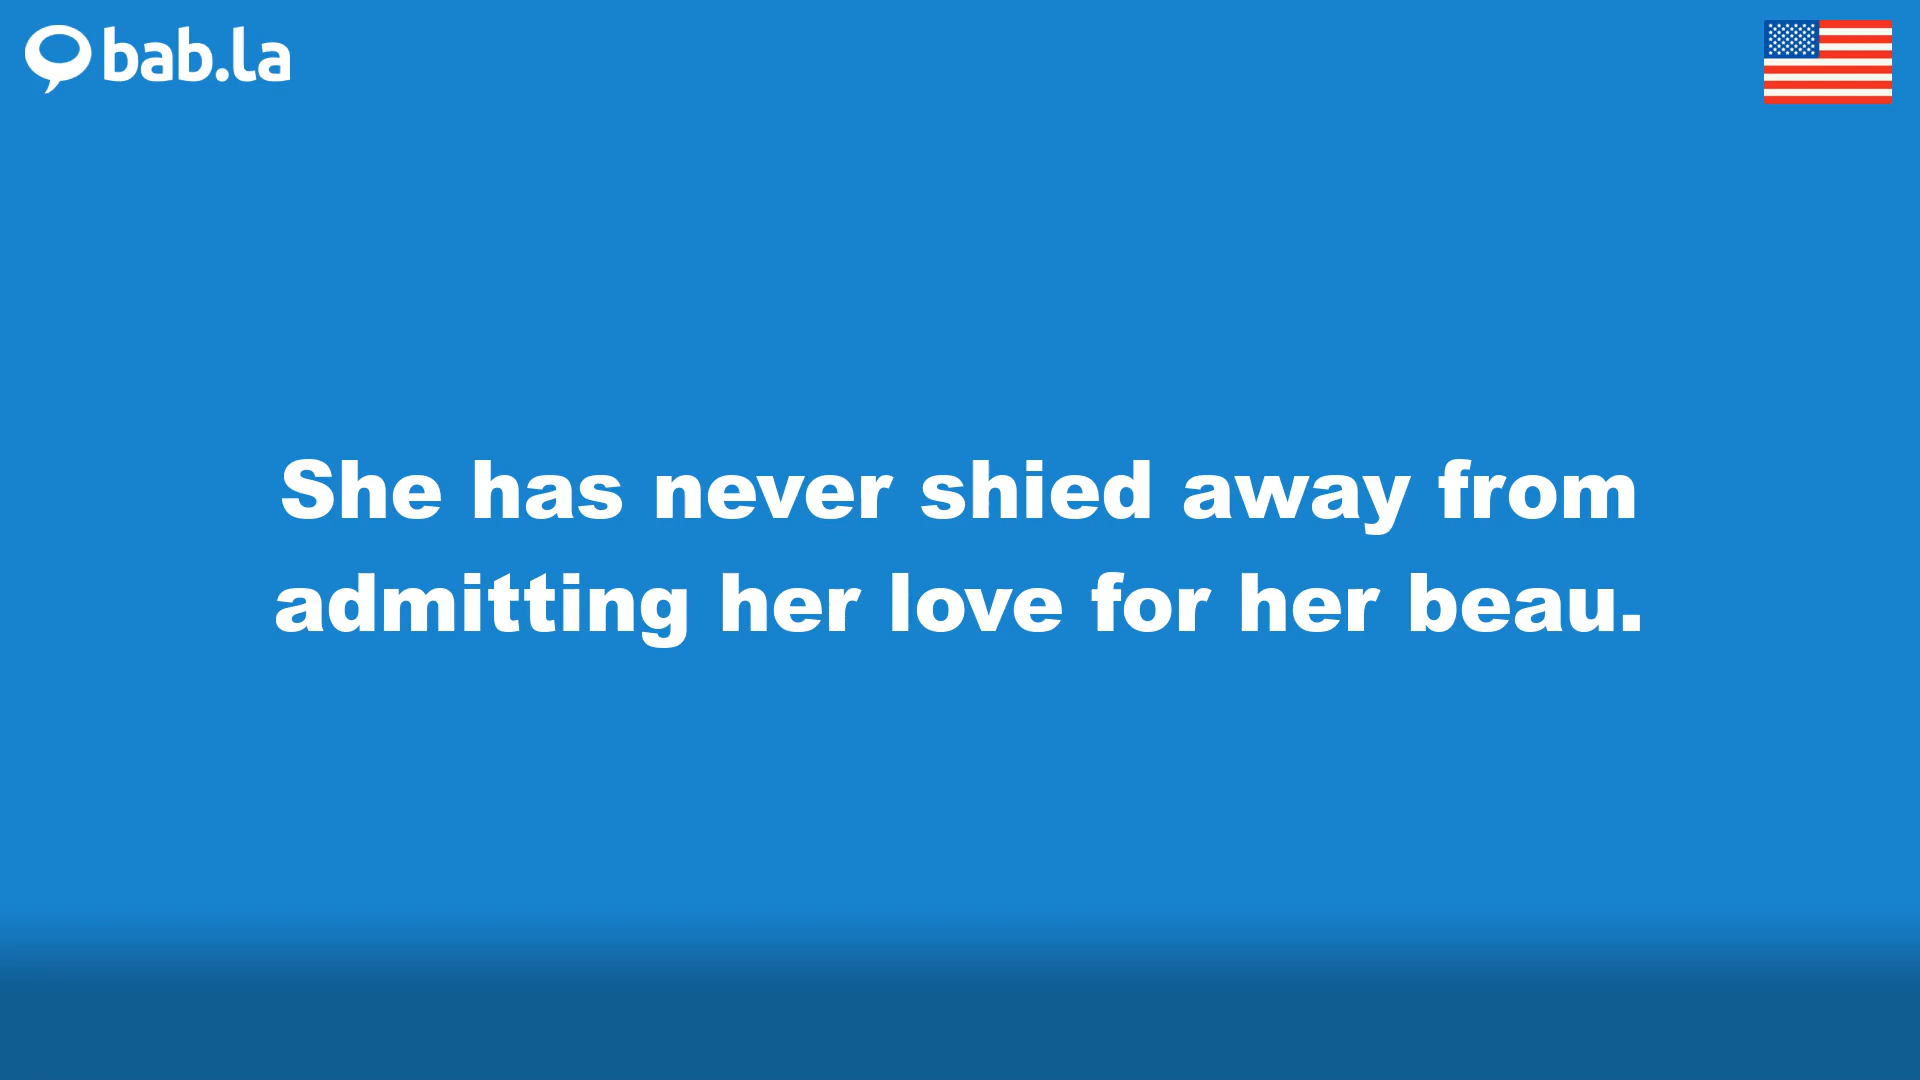 bab.la
She has never shied away from
admitting her love for her beau.